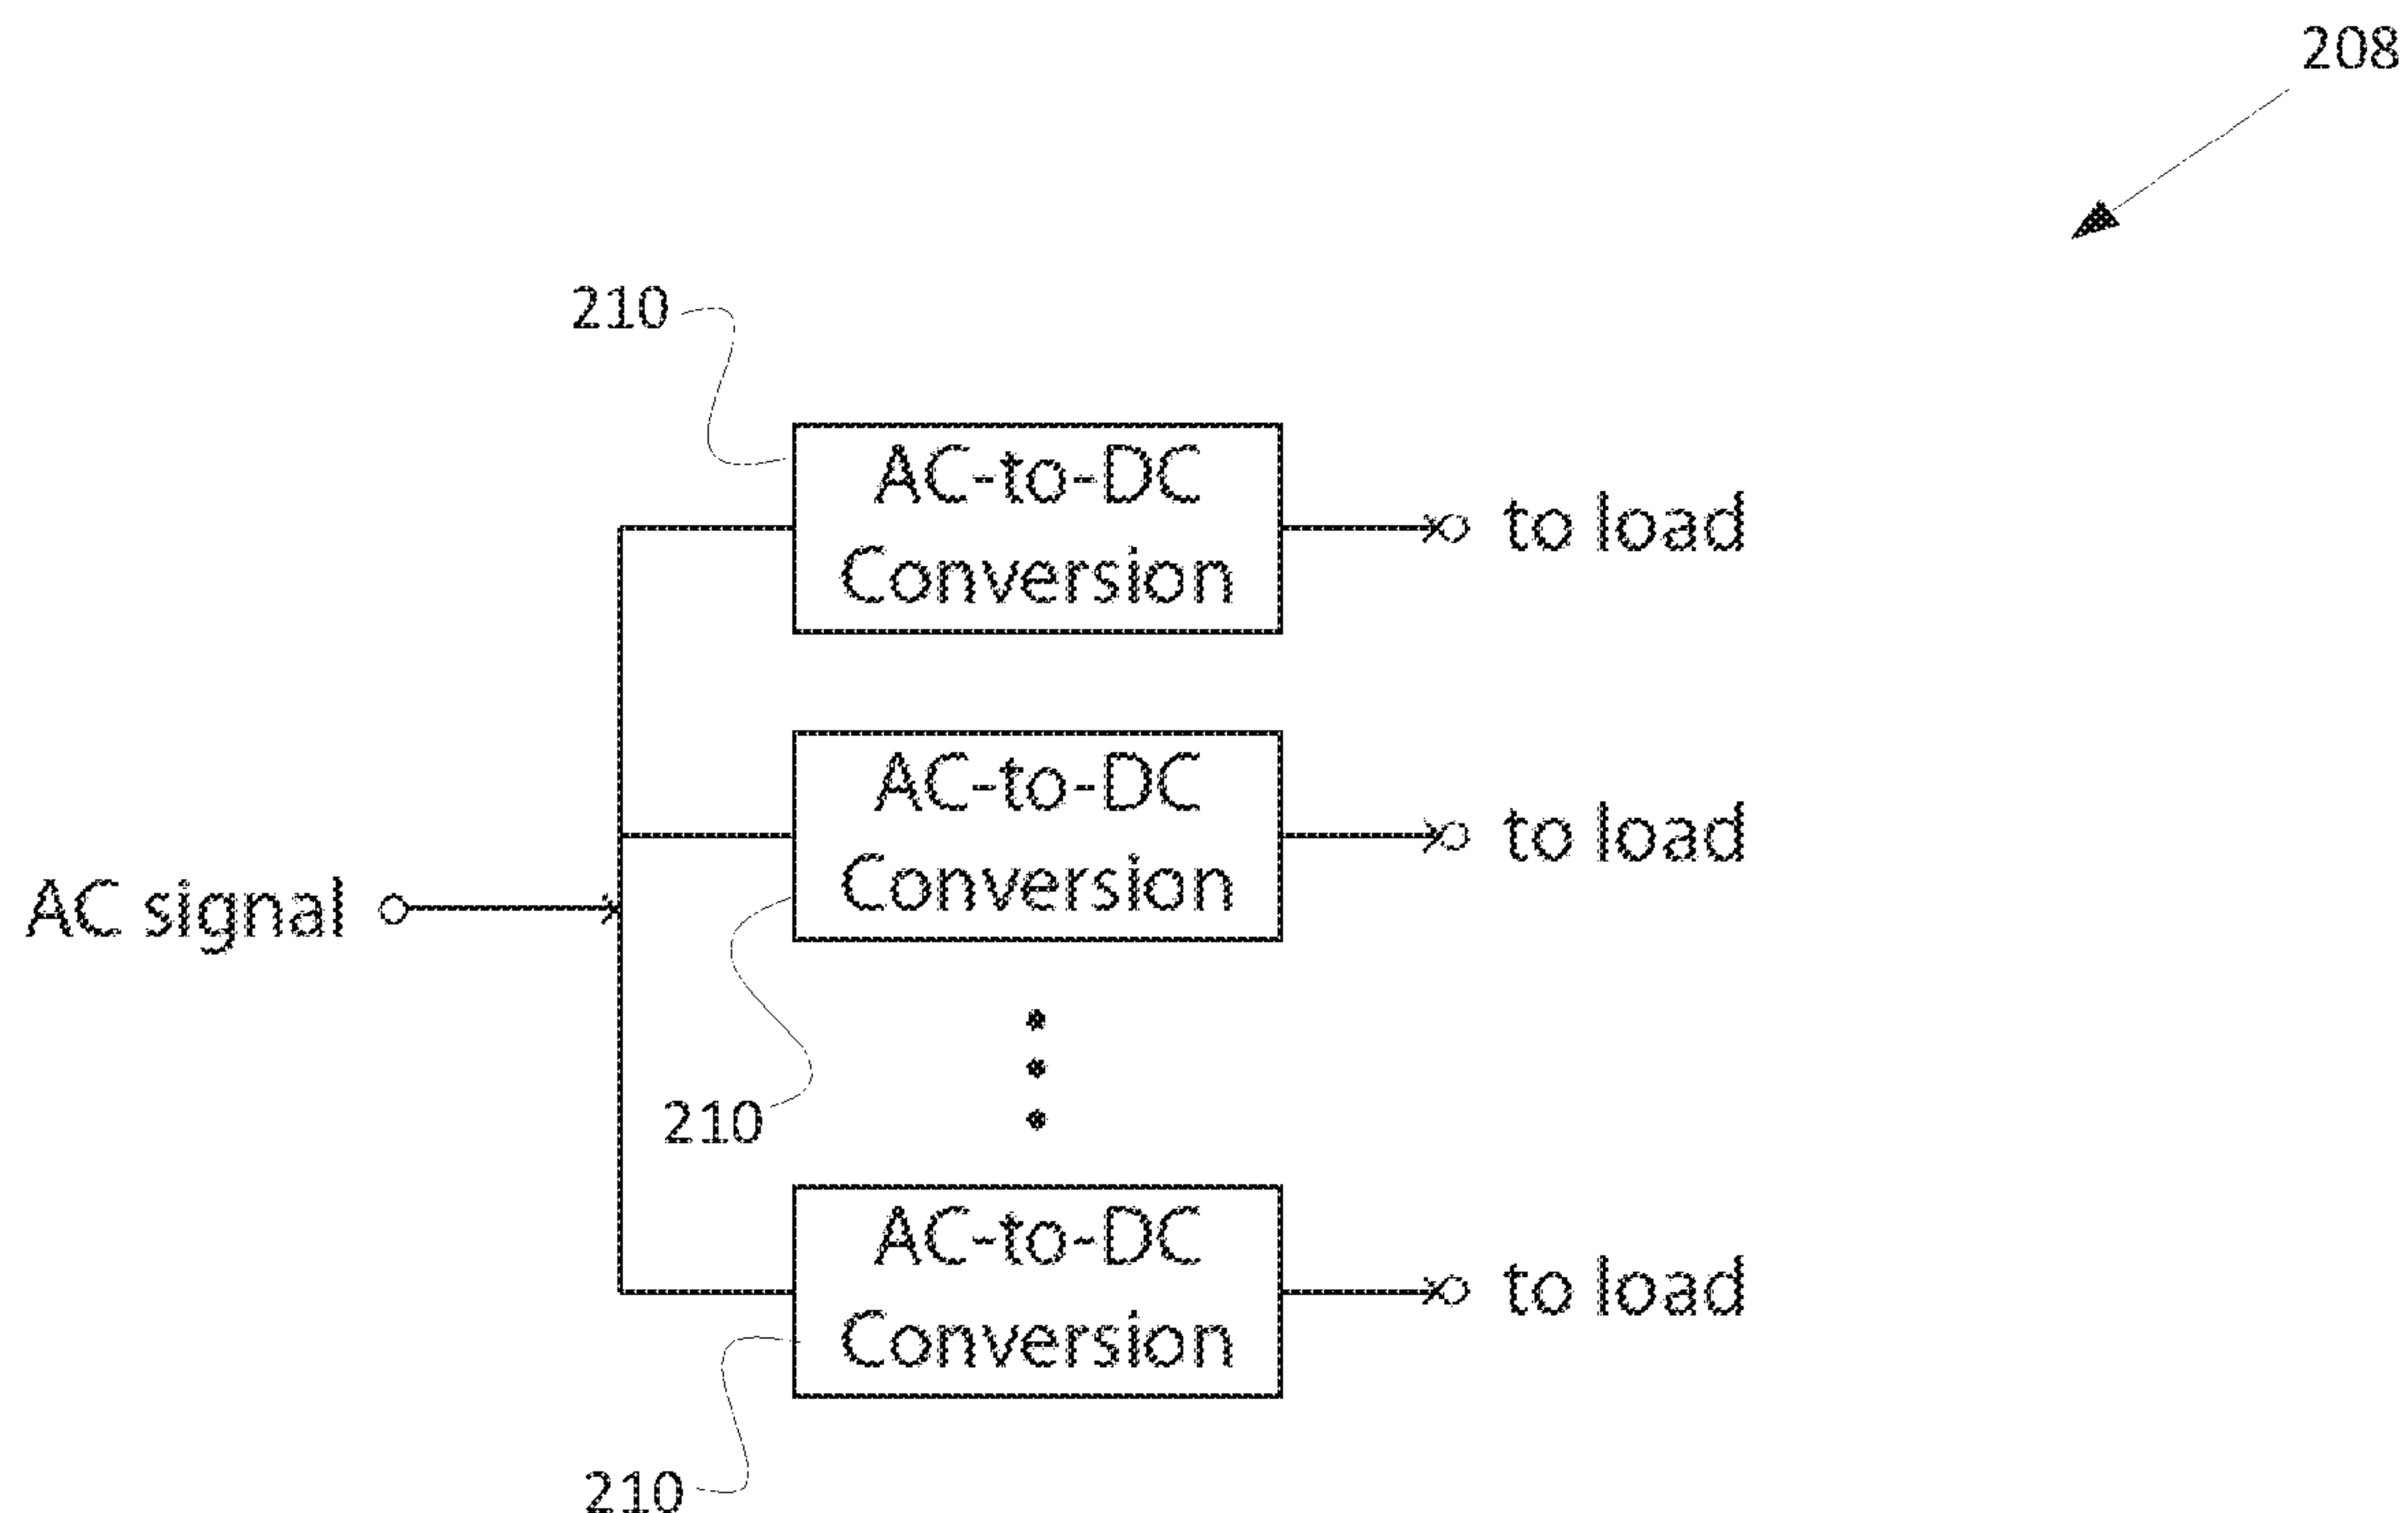 208
210
AC-to-DC
Conversion
to load
AC-to-DC
Conversion
to load
AC signal
210
AC-to-DC
Conversion
to load
210